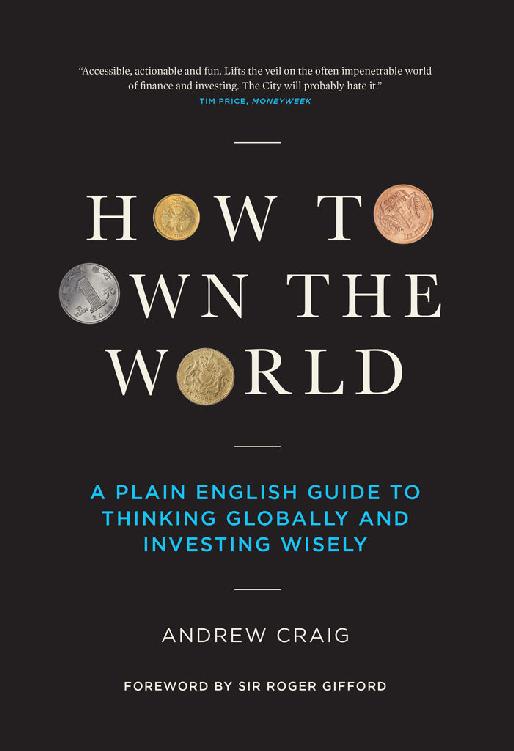 “Accessible, actionable and fun. Lifts the veil on the often impenetrable world
of finance and investing. The City will probably hate it.”
TIM PRICE, MONEYWEEK
HOW TO
OWN THE
WORLD
A PLAIN ENGLISH GUIDE TO
THINKING GLOBALLY AND
INVESTING WISELY
ANDREW CRAIG
FOREWORD BY SIR ROGER GIFFORD